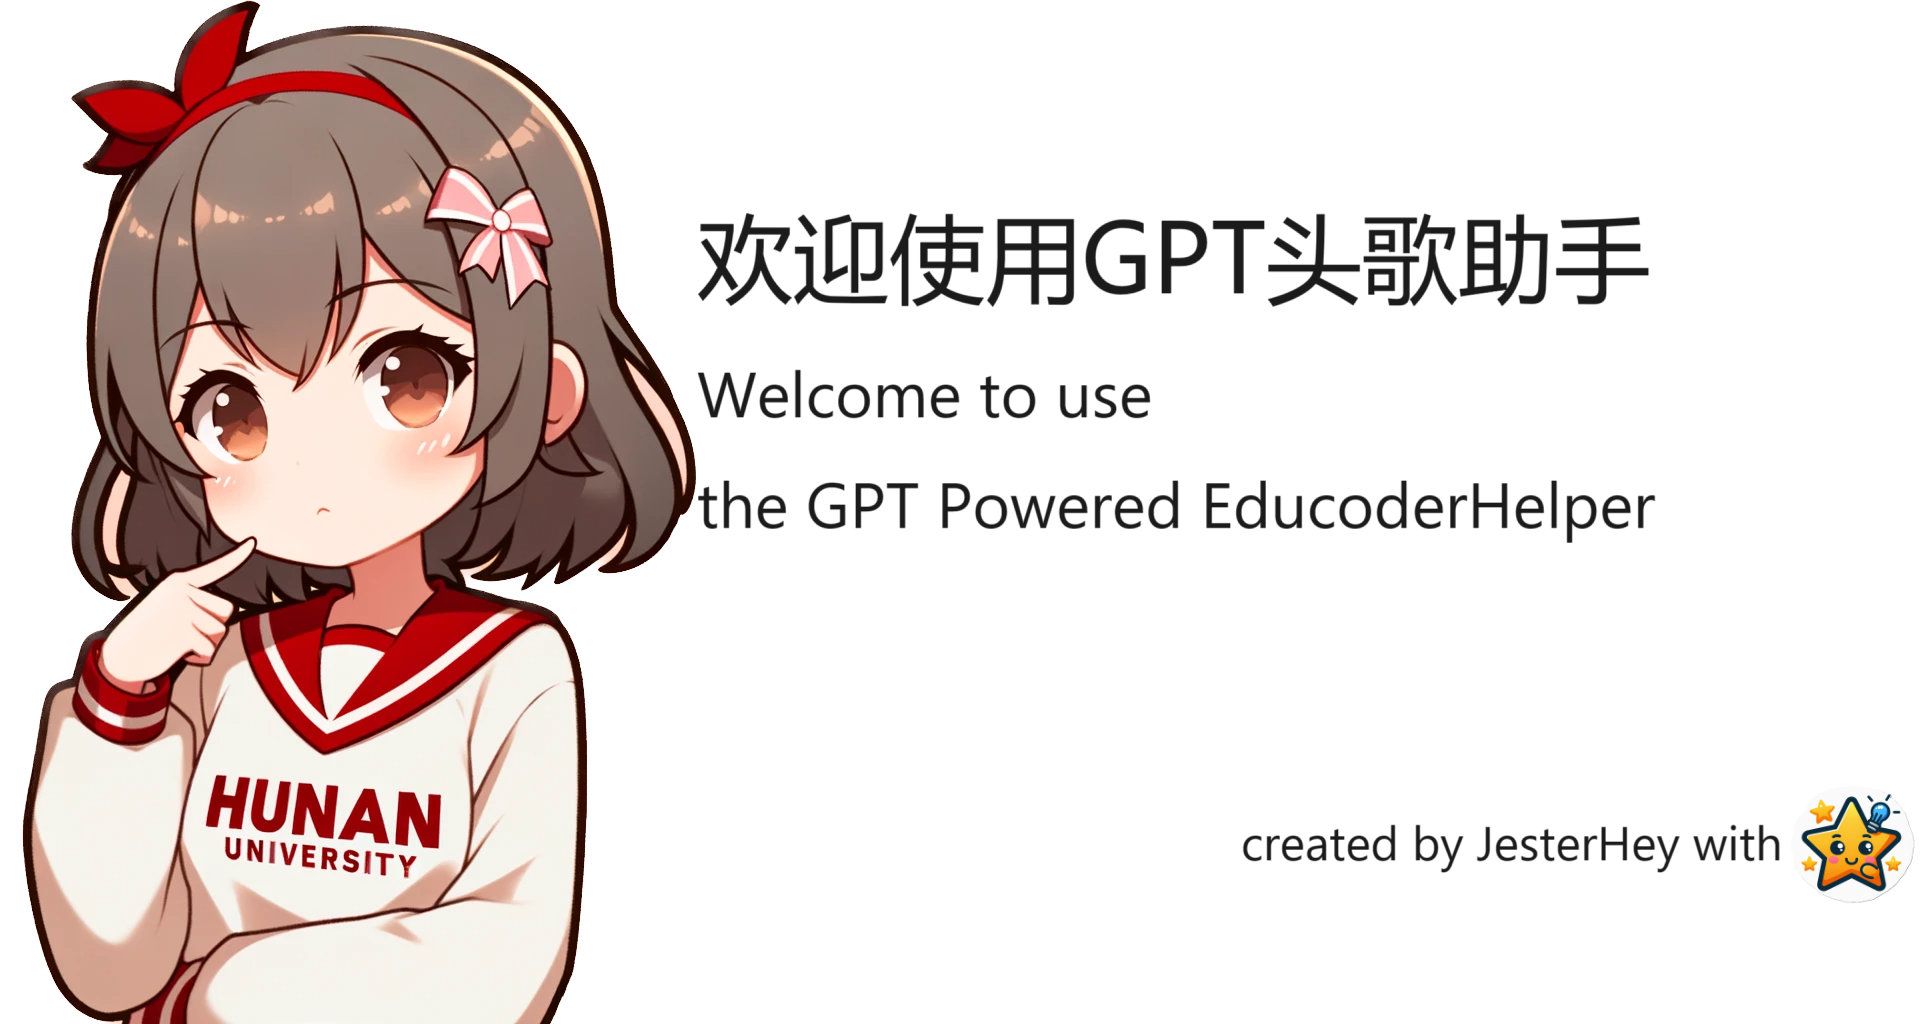 欢迎使用GPT头歌助手
Welcome to use
the GPT Powered EducoderHelper
HUNAN
UNIVERSITY
created by JesterHey with